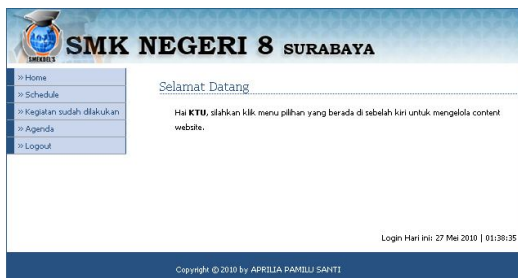 SMEKDEL'S
SMK NEGERI 8 SURABAYA
» Home
» Schedule
» Kegiatan sudah dilakukan
» Agenda
» Logout
Selamat Datang
Hai KTU, silahkan klik menu pilihan yang berada di sebelah kiri untuk mengelola content
website.
Login Hari ini: 27 Mei 2010 | 01:38:35
Copyright © 2010 by APRILIA PAMILLI SANTI